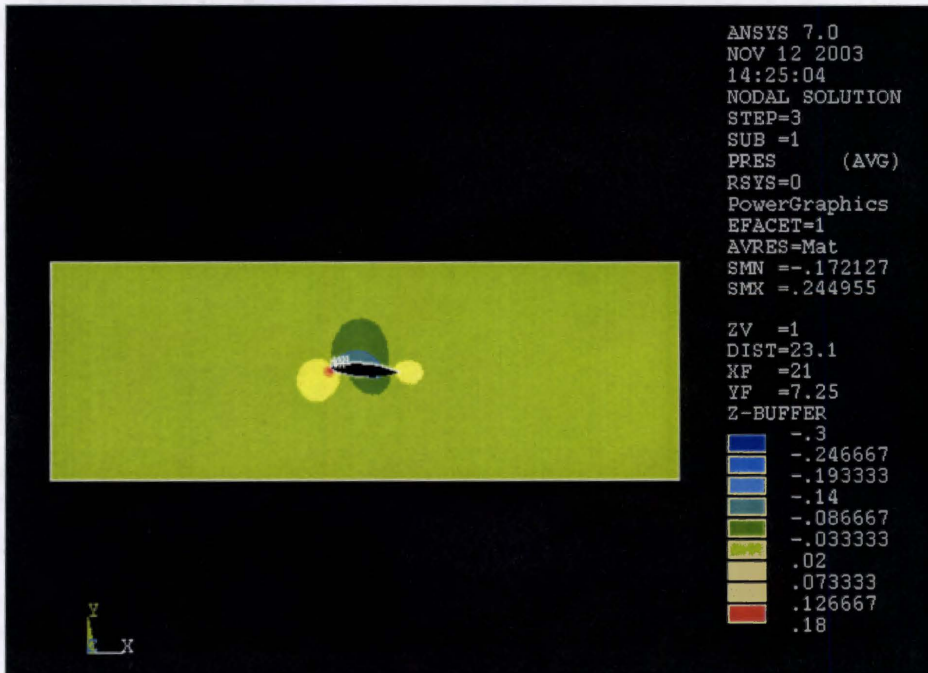 ANSYS 7.0
NOV 12 2003
14:25:04
NODAL SOLUTION
STEP=3
SUB =1
PRES (AVG)
RSYS=0
PowerGraphics
EFACET=1
AVRES=Mat
SMN =-.172127
SMX =.244955
ZV =1
DIST=23.1
XF =21
YF =7.25
Z-BUFFER
-.3
-.246667
-.193333
-.14
-.086667
-.033333
.02
.073333
.126667
.18
Y
X